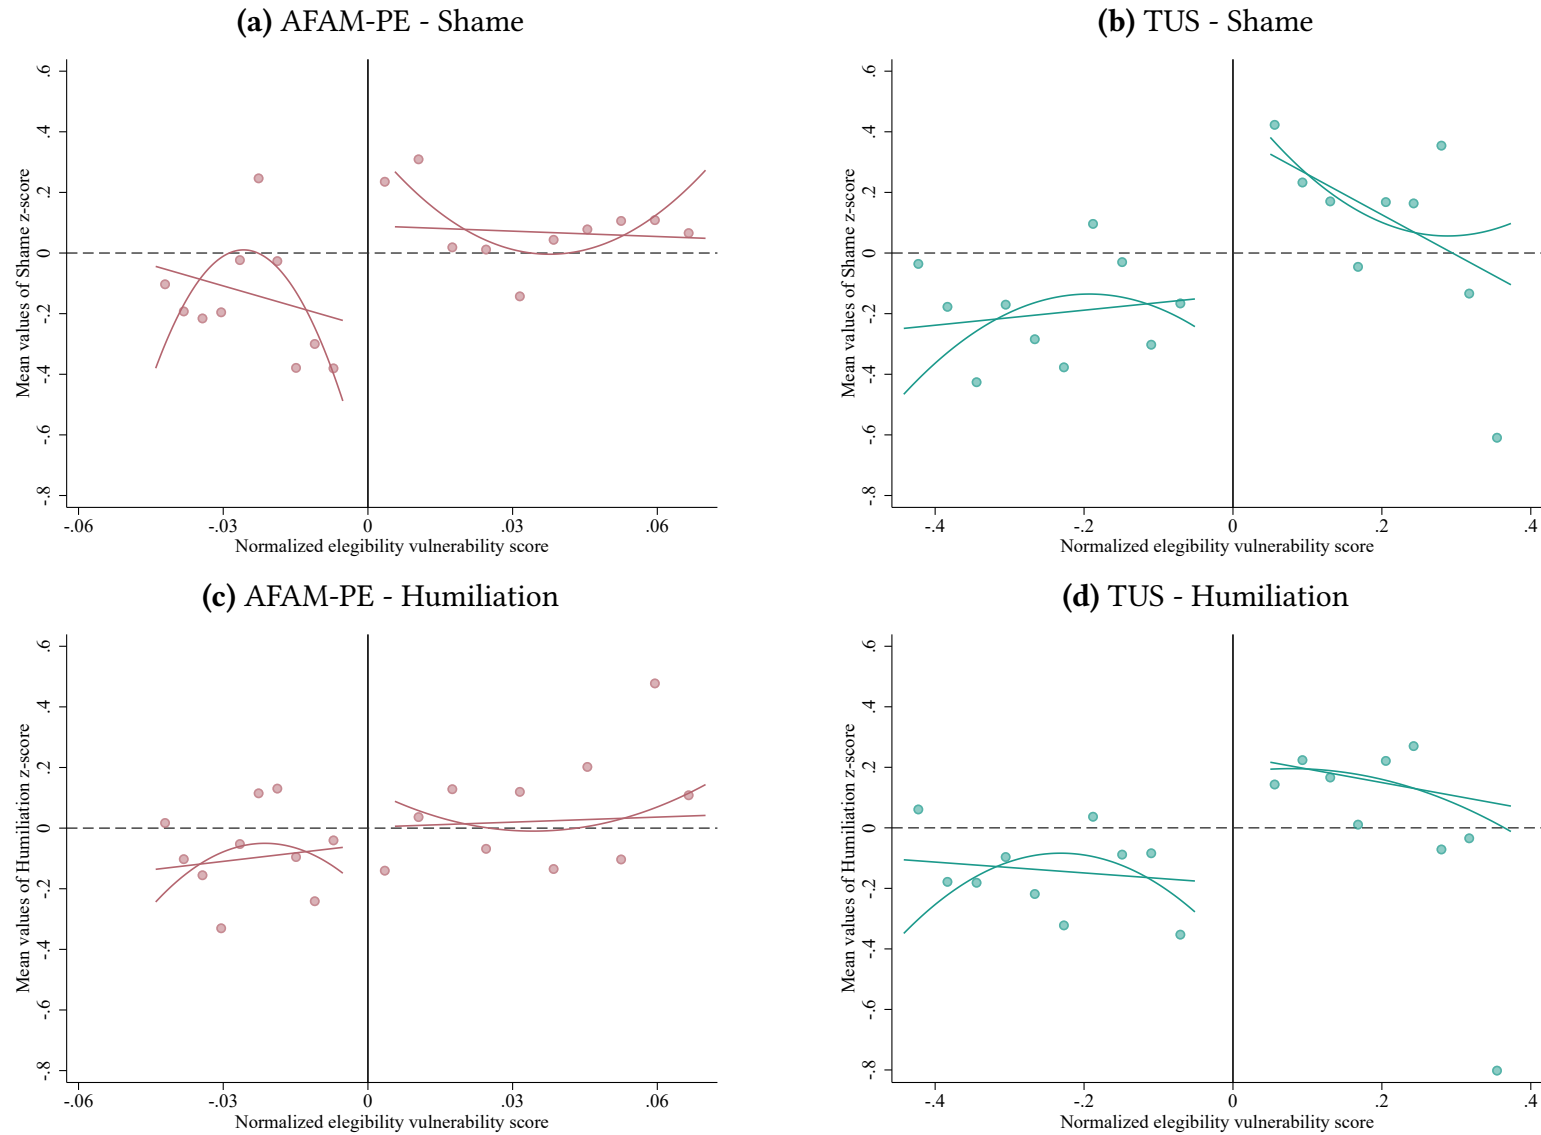 (a) AFAM-PE - Shame
Mean values of Shame z-score
.6
.4
.2
0
-.2
-.4
-.6
-.8
-.06 -.03 0 .03 .06
Normalized elegibility vulnerability score
(b) TUS - Shame
Mean values of Shame z-score
.6
.4
.2
0
-.2
-.4
-.6
-.8
-.4 -.2 0 .2 .4
Normalized elegibility vulnerability score
(c) AFAM-PE - Humiliation
Mean values of Humiliation z-score
.6
.4
.2
0
-.2
-.4
-.6
-.8
-.06 -.03 0 .03 .06
Normalized elegibility vulnerability score
(d) TUS - Humiliation
Mean values of Humiliation z-score
.6
.4
.2
0
-.2
-.4
-.6
-.8
-.4 -.2 0 .2 .4
Normalized elegibility vulnerability score